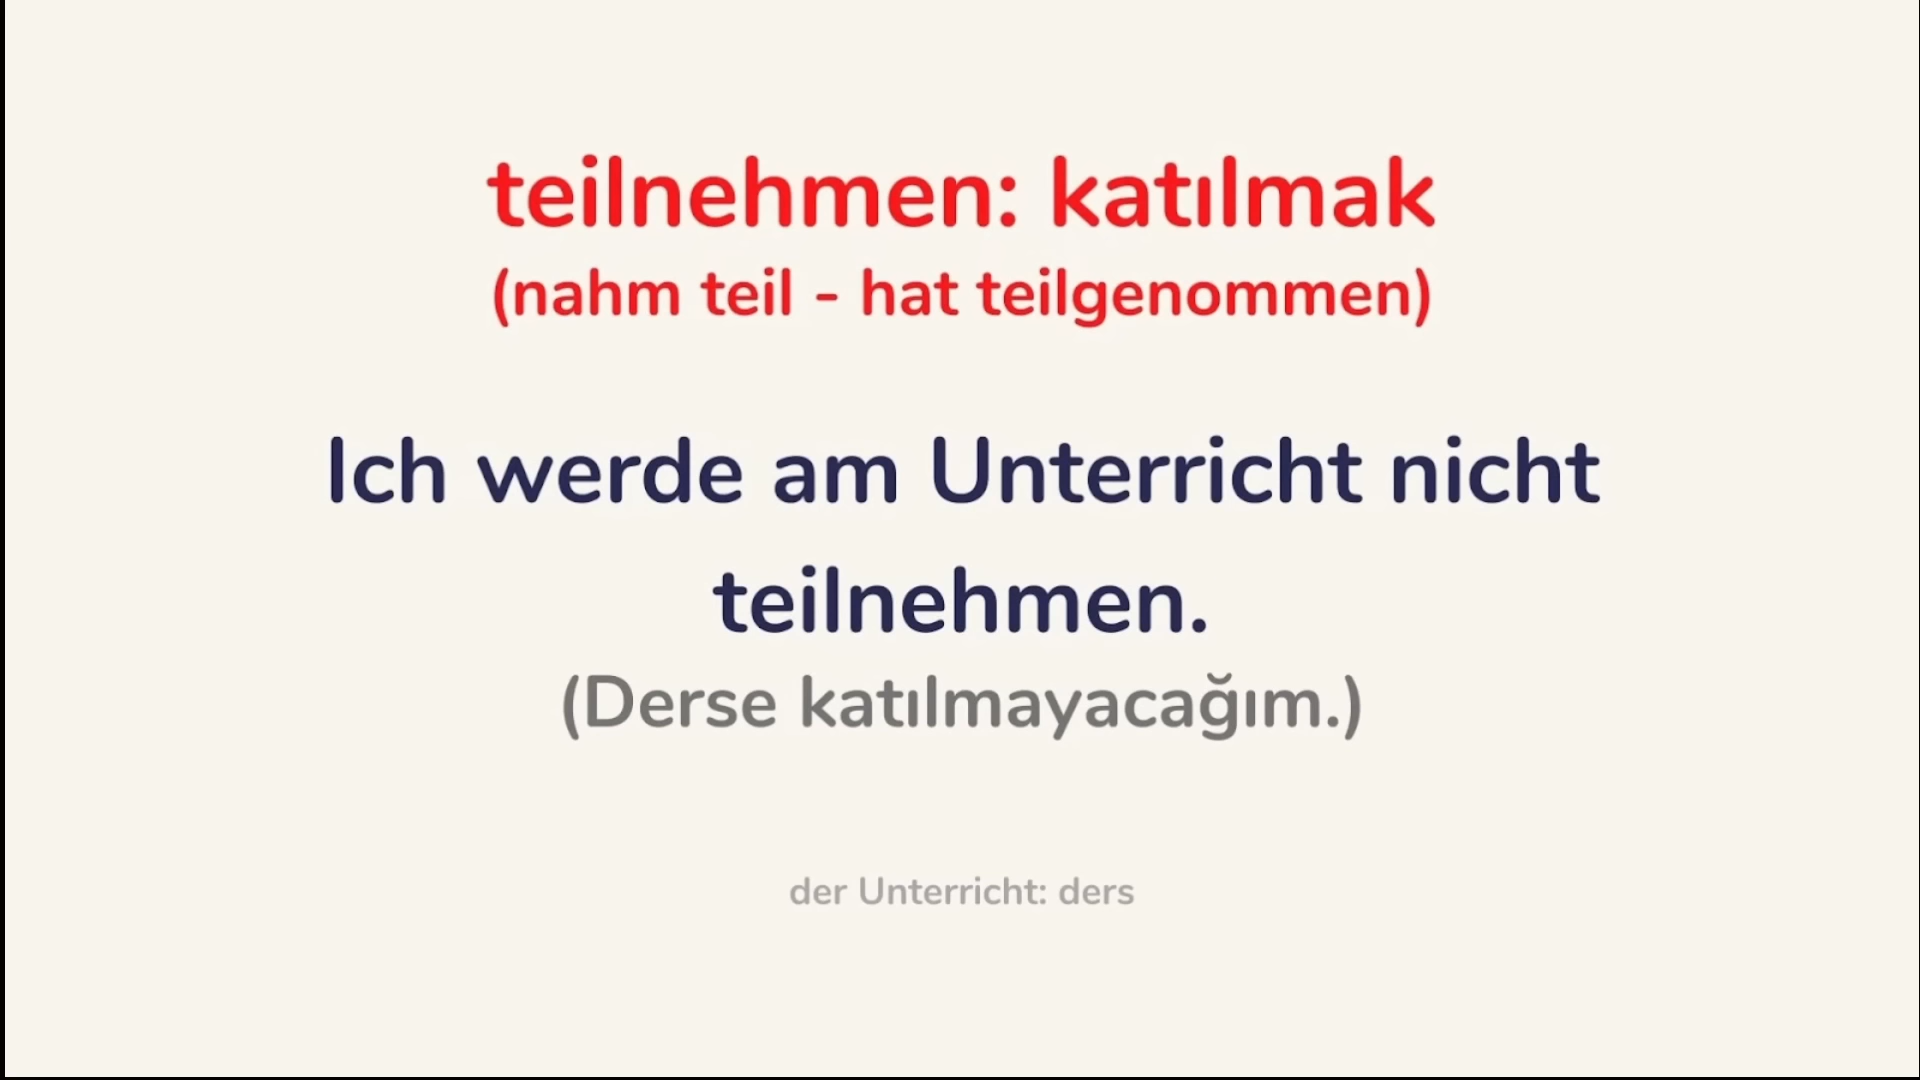 teilnehmen: katılmak
(nahm teil - hat teilgenommen)
Ich werde am Unterricht nicht
teilnehmen.
(Derse katılmayacağım.)
der Unterricht: ders